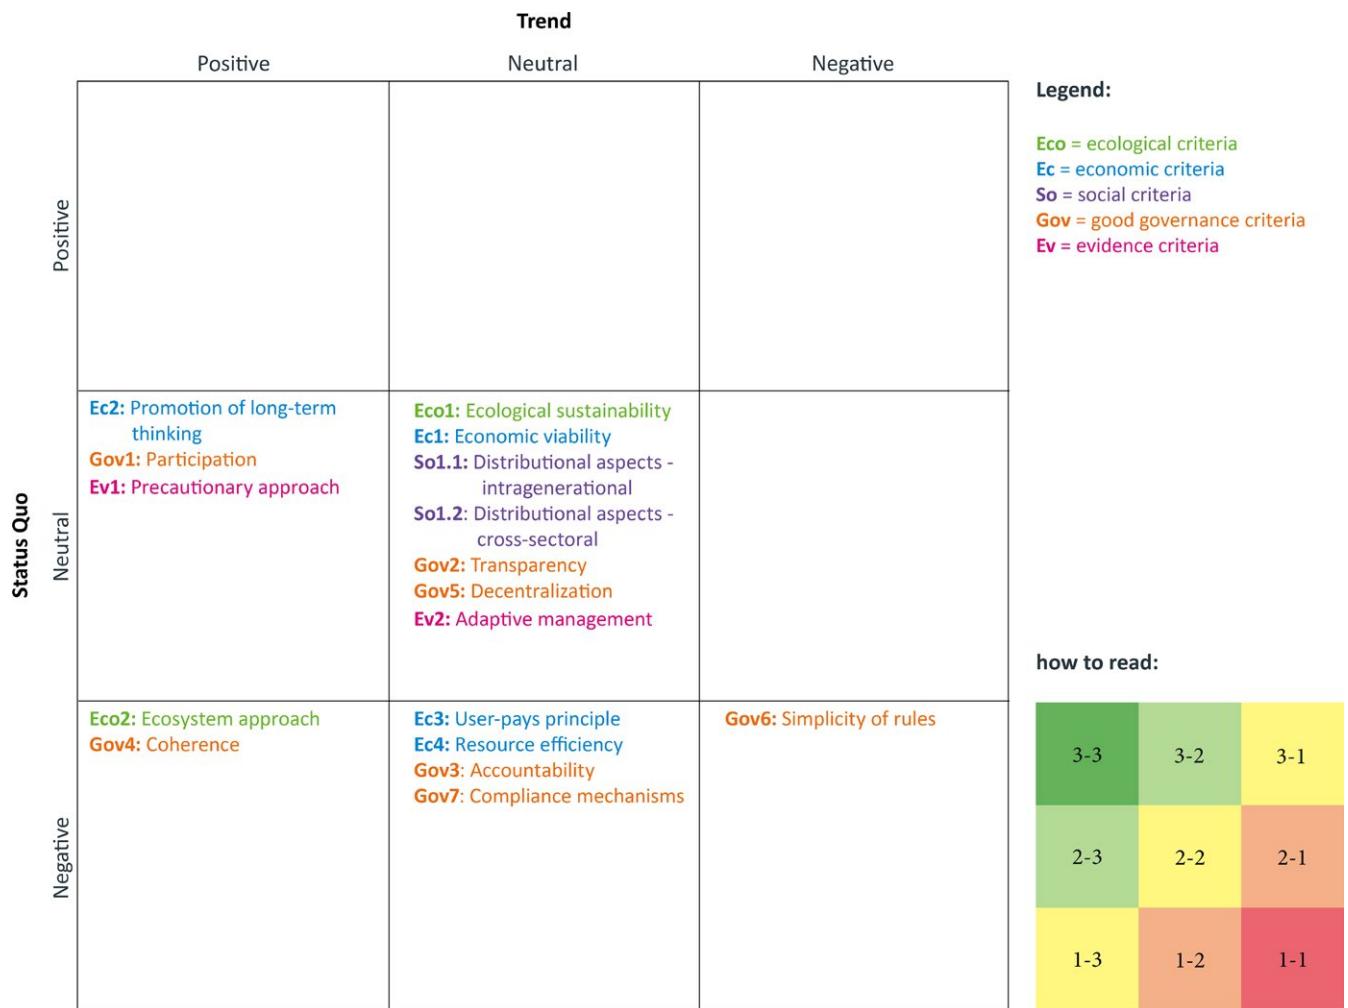 Trend
Positive
Neutral
Negative
Legend:
Eco = ecological criteria
Ec = economic criteria
So = social criteria
Gov = good governance criteria
Ev = evidence criteria
Status Quo
Positive
Neutral
Ec2: Promotion of long-term
thinking
Gov1: Participation
Ev1: Precautionary approach
Eco1: Ecological sustainability
Ec1: Economic viability
So1.1: Distributional aspects -
intragenerational
So1.2: Distributional aspects -
cross-sectoral
Gov2: Transparency
Gov5: Decentralization
Ev2: Adaptive management
Negative
Eco2: Ecosystem approach
Gov4: Coherence
Ec3: User-pays principle
Ec4: Resource efficiency
Gov3: Accountability
Gov7: Compliance mechanisms
Gov6: Simplicity of rules
how to read:
3-3
3-2
3-1
2-3
2-2
2-1
1-3
1-2
1-1